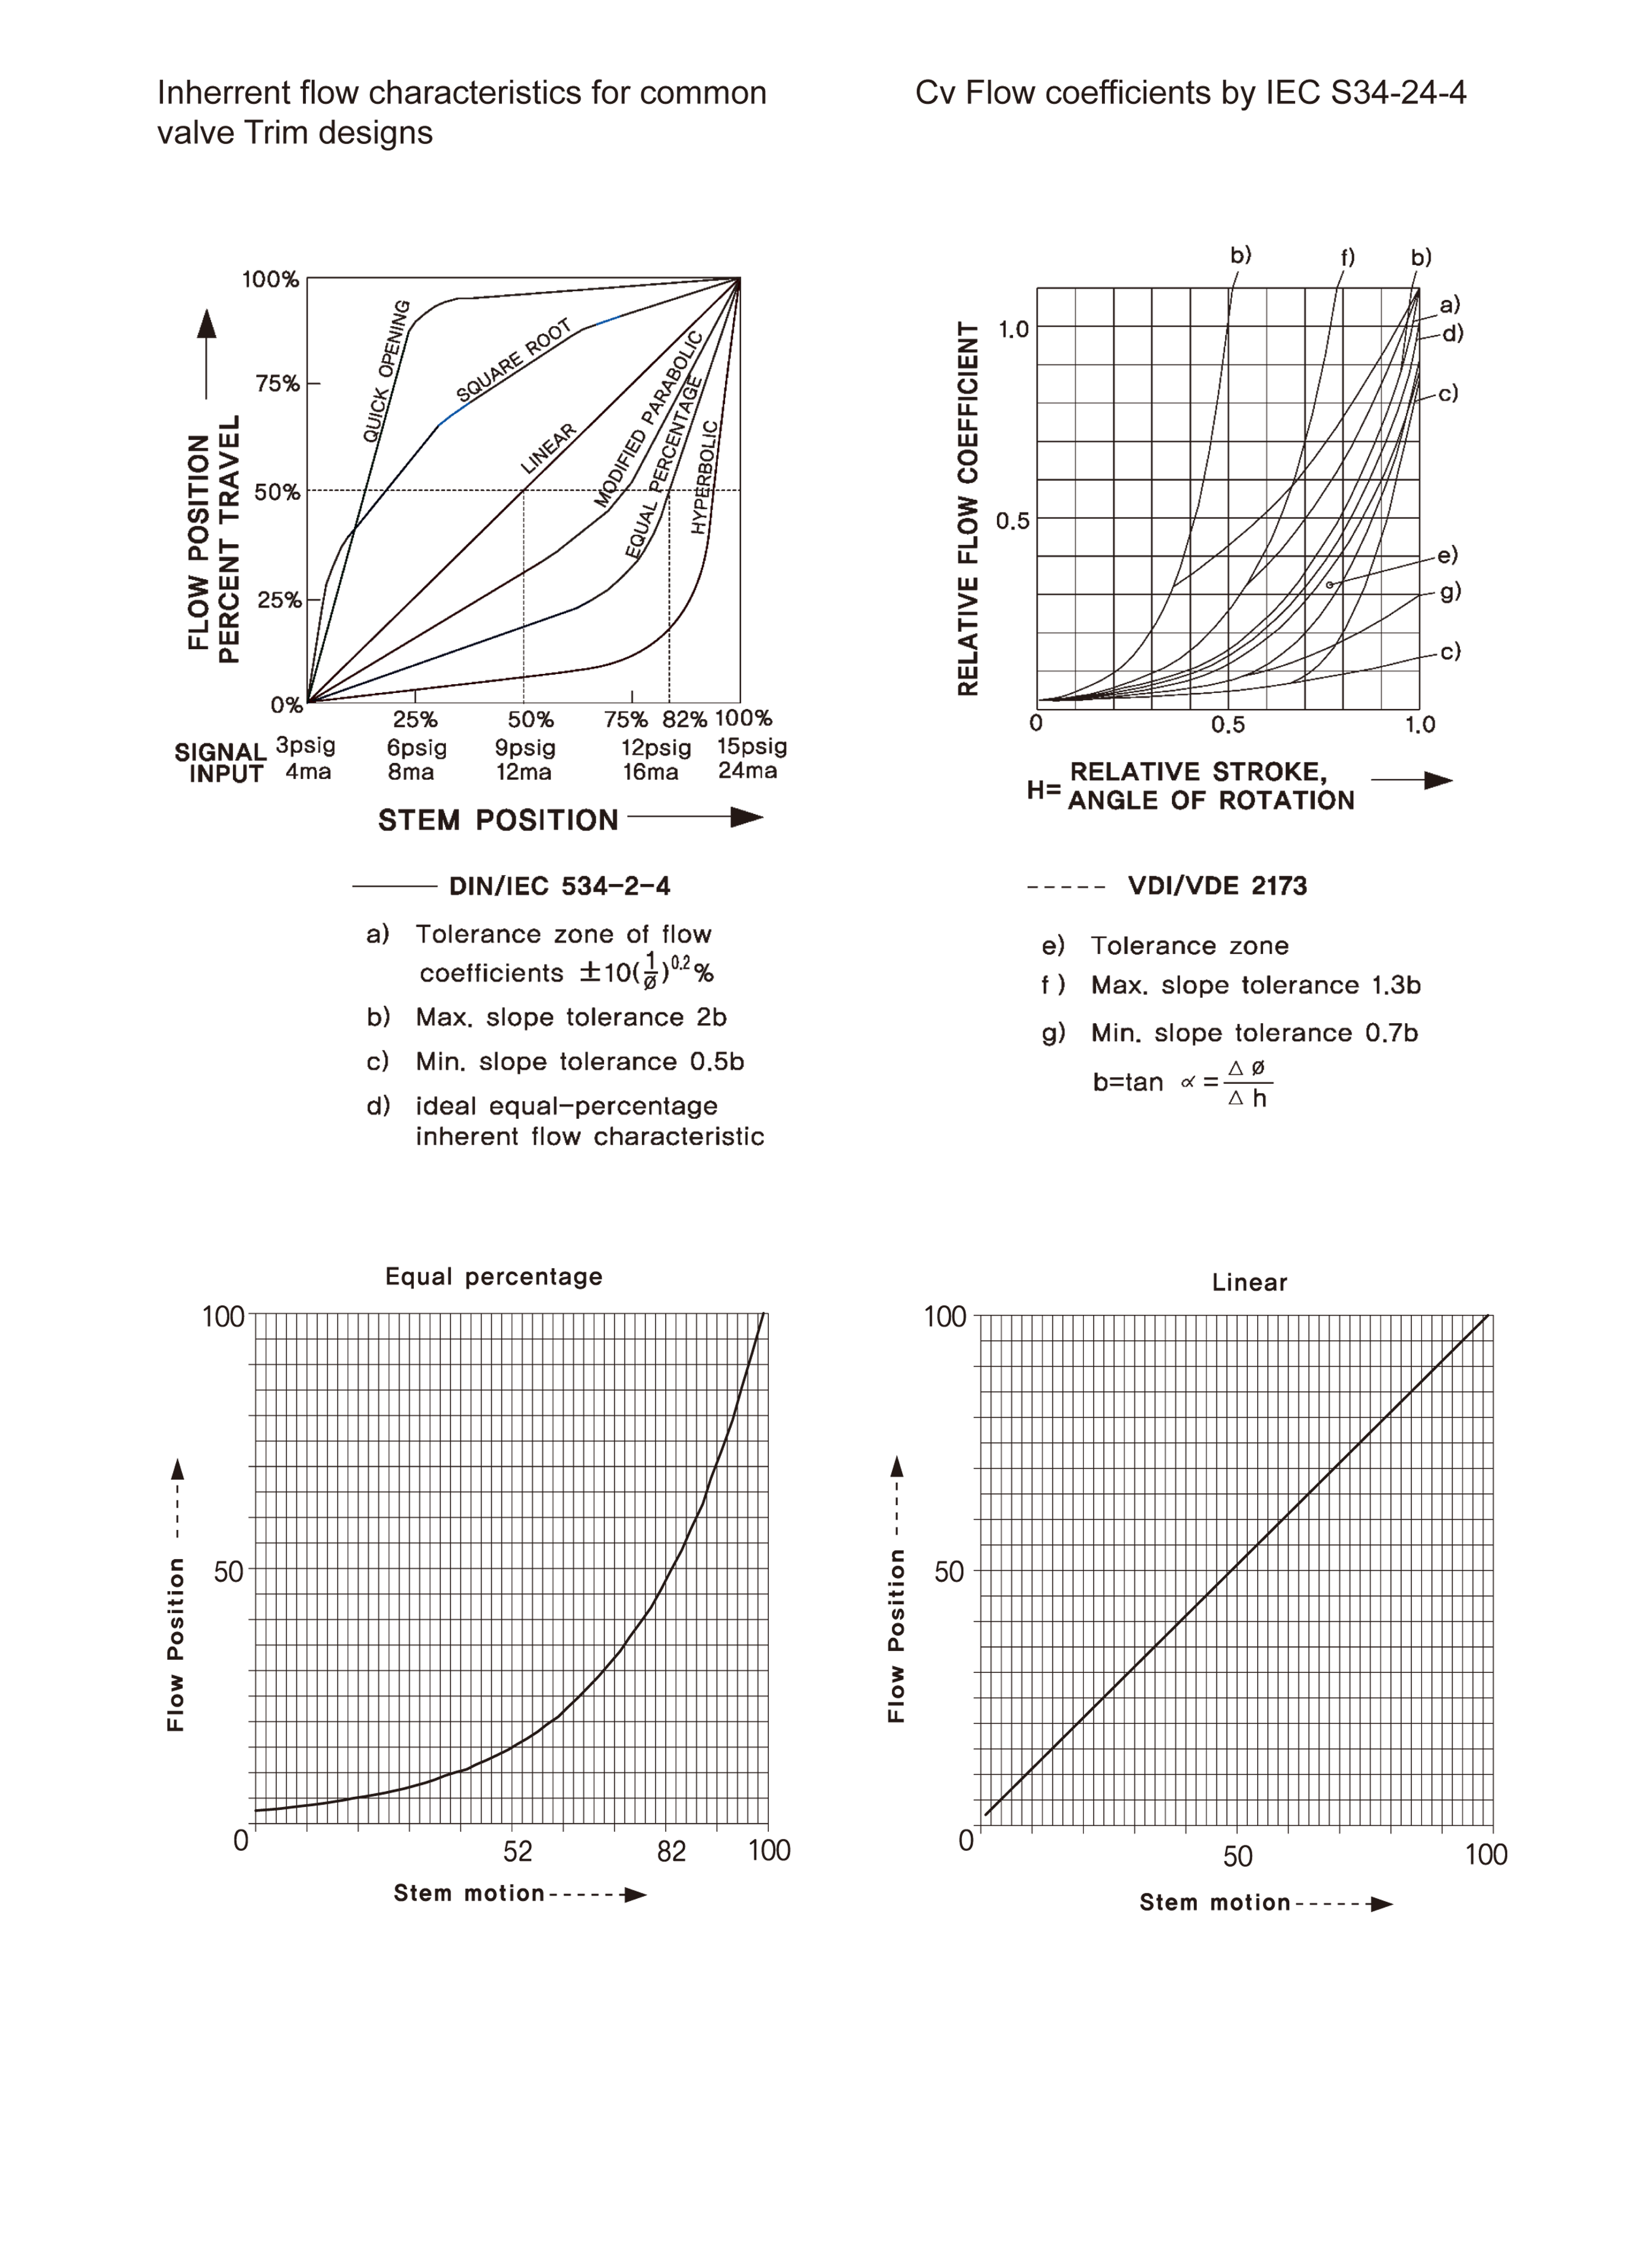 Inherrent flow characteristics for common
valve Trim designs
Cv Flow coefficients by IEC S34-24-4
100%
75%
50%
25%
0%
FLOW POSITION
PERCENT TRAVEL
QUICK OPENING
SQUARE ROOT
LINEAR
MODIFIED PARABOLIC
EQUAL PERCENTAGE
HYPERBOLIC
25% 50% 75% 82% 100%
SIGNAL INPUT
3psig 6psig 9psig 12psig 15psig
4ma 8ma 12ma 16ma 24ma
STEM POSITION
b) f) b)
a)
d)
c)
e)
g)
c)
1.0
0.5
RELATIVE FLOW COEFFICIENT
0 0.5 1.0
H= RELATIVE STROKE,
ANGLE OF ROTATION
DIN/IEC 534-2-4
a) Tolerance zone of flow
coefficients ±10(1/ø)^0.2 %
b) Max. slope tolerance 2b
c) Min. slope tolerance 0.5b
d) ideal equal-percentage
inherent flow characteristic
VDI/VDE 2173
e) Tolerance zone
f) Max. slope tolerance 1.3b
g) Min. slope tolerance 0.7b
b=tan ∝ = △ ø / △ h
Equal percentage
100
50
0
Flow Position
52 82 100
Stem motion
Linear
100
50
0
Flow Position
50 100
Stem motion